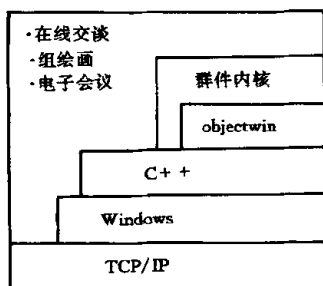 ·在线交谈
·组绘画
·电子会议
群件内核
objectwin
C++
Windows
TCP/IP